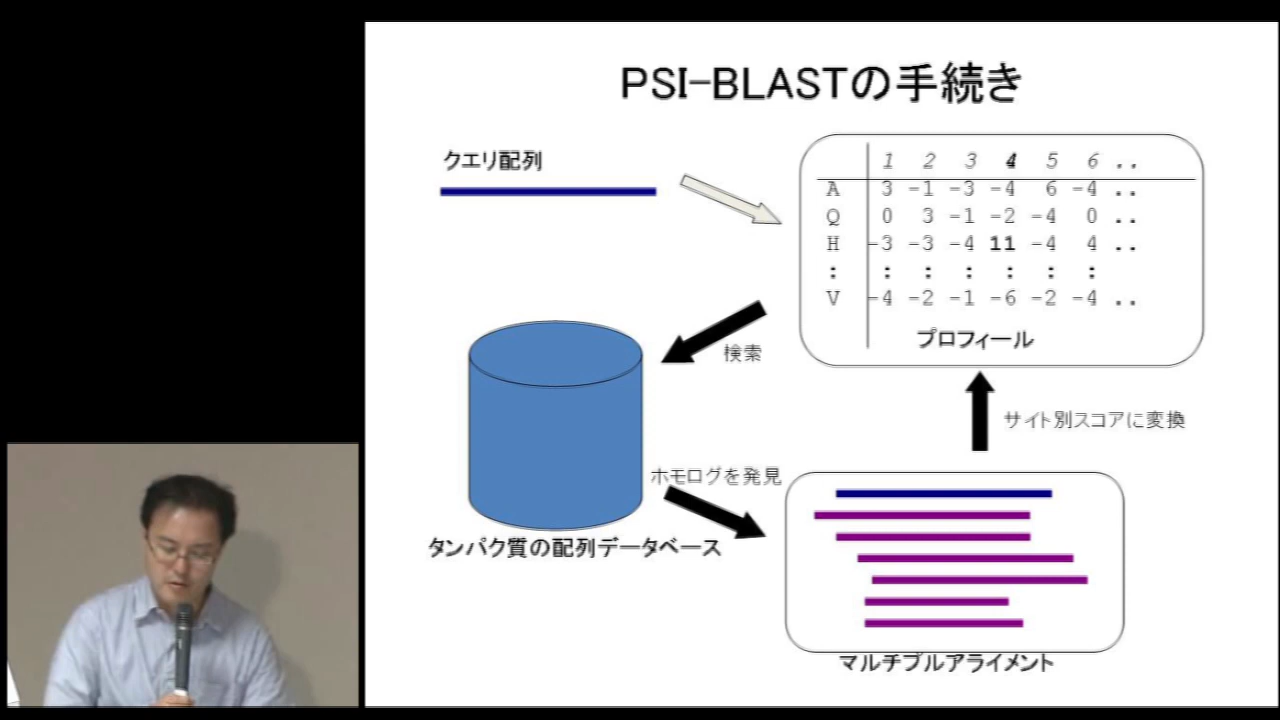 PSI-BLASTの手続き
クエリ配列
1 2 3 4 5 6 ..
A 3 -1 -3 -4 6 -4 ..
Q 0 3 -1 -2 -4 0 ..
H -3 -3 -4 11 -4 4 ..
: : : : : : :
V -4 -2 -1 -6 -2 -4 ..
プロフィール
検索
サイト別スコアに変換
ホモログを発見
タンパク質の配列データベース
マルチプルアライメント